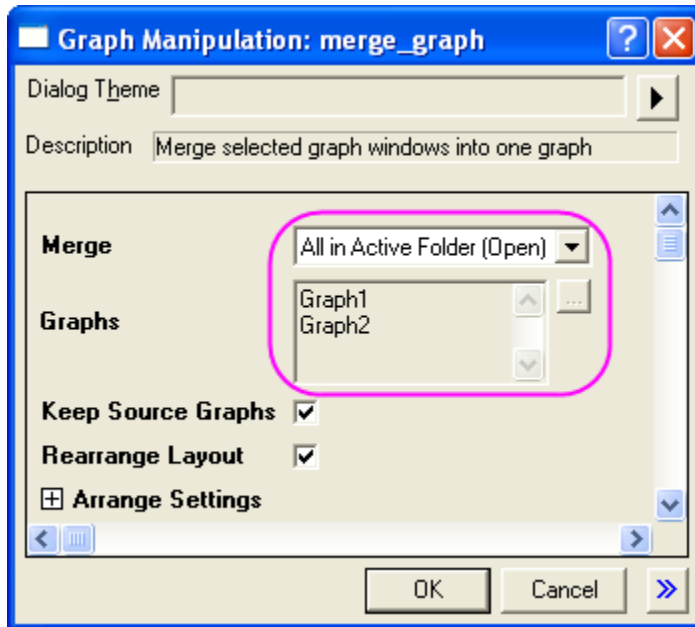 Graph Manipulation: merge_graph
Dialog Theme
Description Merge selected graph windows into one graph
Merge All in Active Folder (Open)
Graphs
Graph1
Graph2
...
Keep Source Graphs
Rearrange Layout
Arrange Settings
OK Cancel